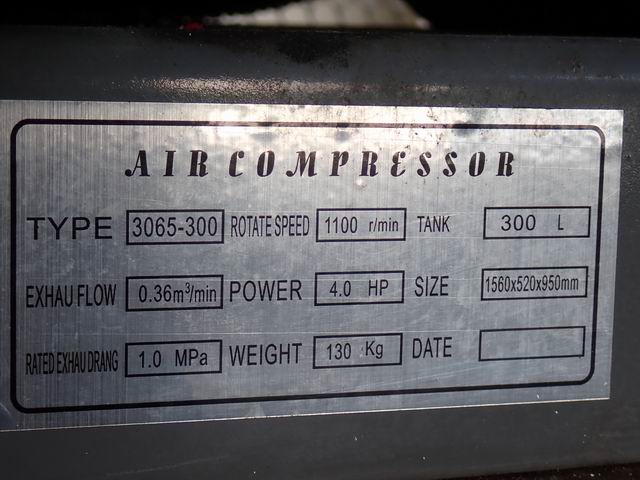 AIR COMPRESSOR
TYPE 3065-300 ROTATE SPEED 1100 r/min TANK 300 L
EXHAU FLOW 0.36m³/min POWER 4.0 HP SIZE 1560x520x950mm
RATED EXHAU DRANG 1.0 MPa WEIGHT 130 Kg DATE